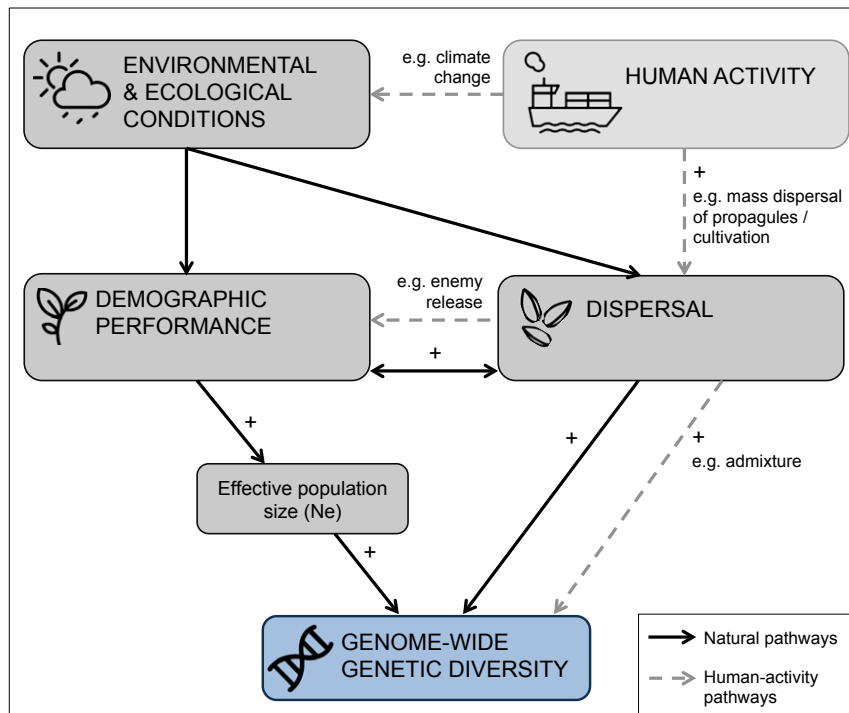 ENVIRONMENTAL
& ECOLOGICAL
CONDITIONS
e.g. climate
change
HUMAN ACTIVITY
+
e.g. mass dispersal
of propagules /
cultivation
DEMOGRAPHIC
PERFORMANCE
e.g. enemy
release
DISPERSAL
+
+
Effective population
size (Ne)
+
+
+
e.g. admixture
GENOME-WIDE
GENETIC DIVERSITY
Natural pathways
Human-activity
pathways